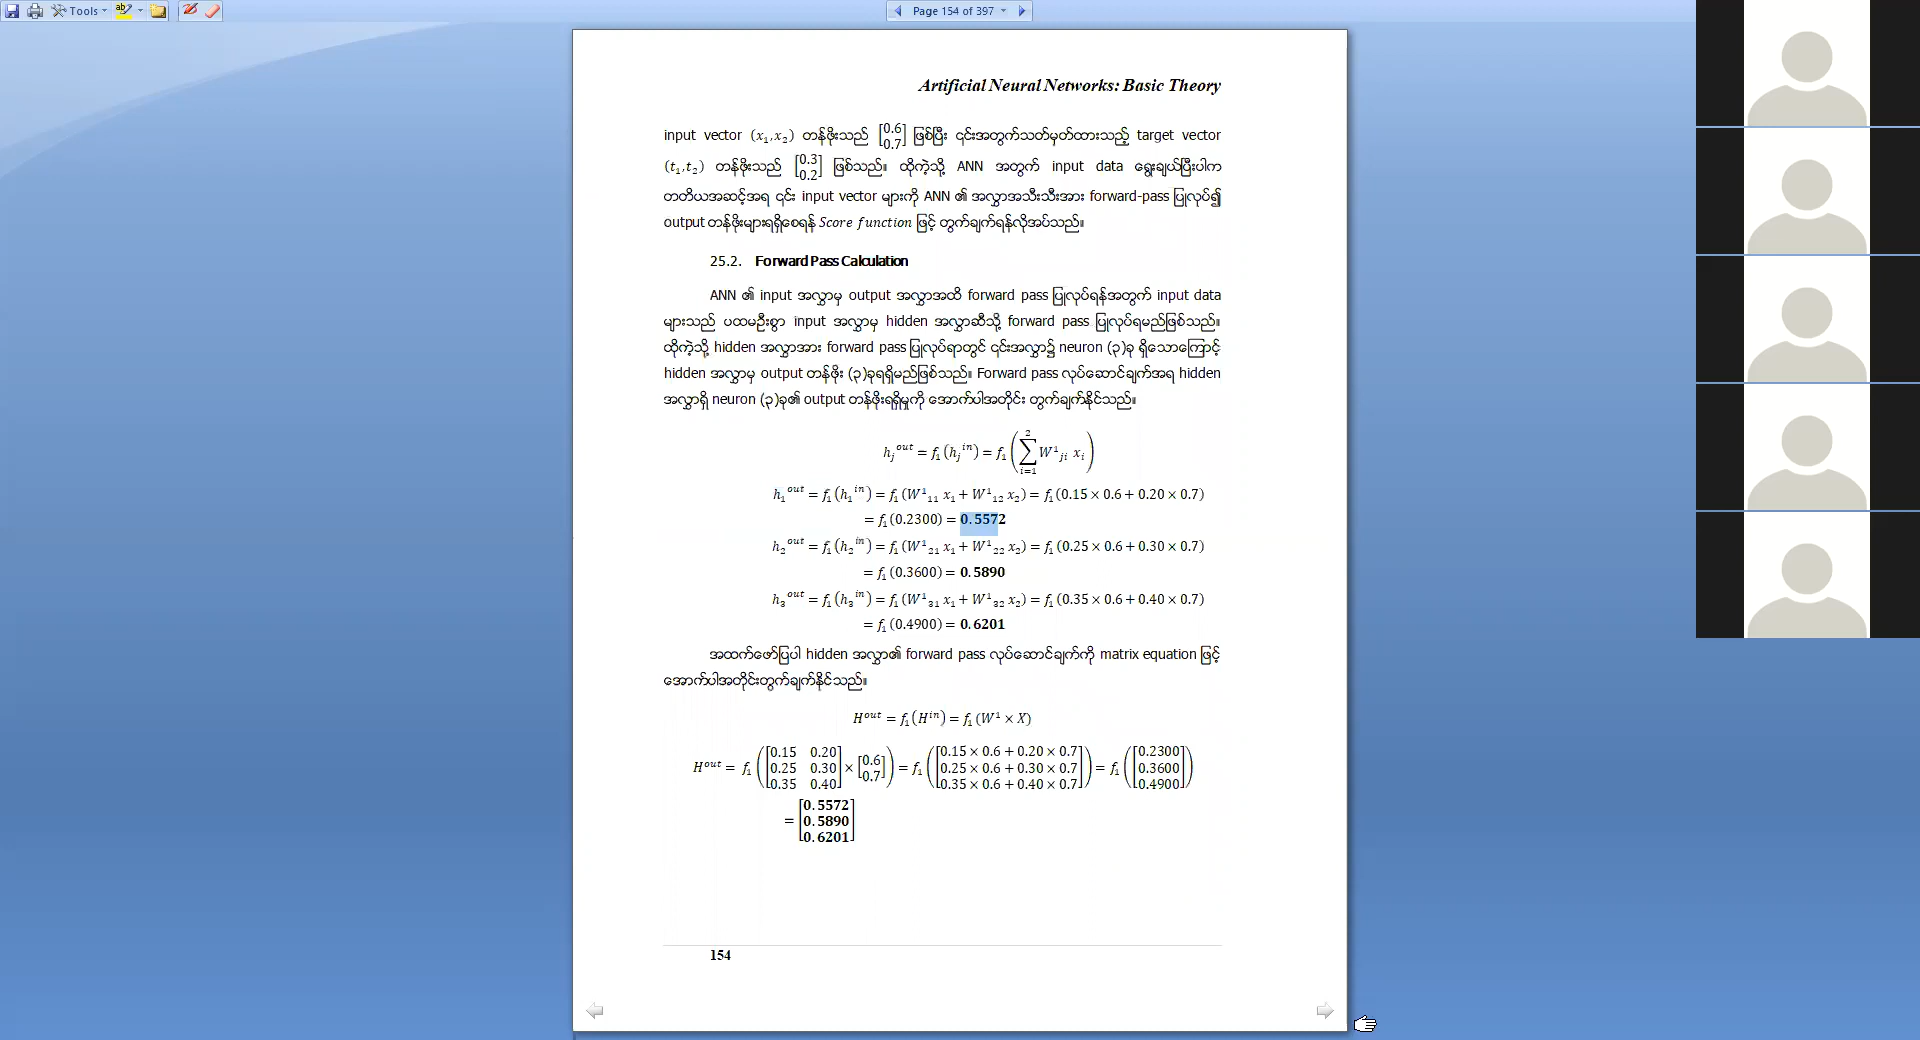 Tools
Page 154 of 397
Artificial Neural Networks: Basic Theory
input vector (x₁,x₂) တန်ဖိုးသည် [0.6 0.7] ဖြစ်ပြီး ၎င်းအတွက်သတ်မှတ်ထားသည့် target vector
(t₁,t₂) တန်ဖိုးသည် [0.3 0.2] ဖြစ်သည်။ ထိုကဲ့သို့ ANN အတွက် input data ရွေးချယ်ပြီးပါက
တတိယအဆင့်အရ ၎င်း input vector များကို ANN ၏ အလွှာအသီးသီးအား forward-pass ပြုလုပ်၍
output တန်ဖိုးများရရှိစေရန် Score function ဖြင့် တွက်ချက်ရန်လိုအပ်သည်။
25.2. Forward Pass Calculation
ANN ၏ input အလွှာမှ output အလွှာအထိ forward pass ပြုလုပ်ရန်အတွက် input data
များသည် ပထမဦးစွာ input အလွှာမှ hidden အလွှာဆီသို့ forward pass ပြုလုပ်ရမည်ဖြစ်သည်။
ထိုကဲ့သို့ hidden အလွှာအား forward pass ပြုလုပ်ရာတွင် ၎င်းအလွှာ၌ neuron (၃)ခု ရှိသောကြောင့်
hidden အလွှာမှ output တန်ဖိုး (၃)ခုရရှိမည်ဖြစ်သည်။ Forward pass လုပ်ဆောင်ချက်အရ hidden
အလွှာရှိ neuron (၃)ခု၏ output တန်ဖိုးရရှိမှုကို အောက်ပါအတိုင်း တွက်ချက်နိုင်သည်။
hⱼᵒᵘᵗ = f₁(hⱼⁱⁿ) = f₁(∑ᵢ₌₁² W¹ⱼᵢ xᵢ)
h₁ᵒᵘᵗ = f₁(h₁ⁱⁿ) = f₁(W¹₁₁ x₁ + W¹₁₂ x₂) = f₁(0.15 × 0.6 + 0.20 × 0.7)
= f₁(0.2300) = 0.5572
h₂ᵒᵘᵗ = f₁(h₂ⁱⁿ) = f₁(W¹₂₁ x₁ + W¹₂₂ x₂) = f₁(0.25 × 0.6 + 0.30 × 0.7)
= f₁(0.3600) = 0.5890
h₃ᵒᵘᵗ = f₁(h₃ⁱⁿ) = f₁(W¹₃₁ x₁ + W¹₃₂ x₂) = f₁(0.35 × 0.6 + 0.40 × 0.7)
= f₁(0.4900) = 0.6201
အထက်ဖော်ပြပါ hidden အလွှာ၏ forward pass လုပ်ဆောင်ချက်ကို matrix equation ဖြင့်
အောက်ပါအတိုင်းတွက်ချက်နိုင်သည်။
Hᵒᵘᵗ = f₁(Hⁱⁿ) = f₁(W¹ × X)
Hᵒᵘᵗ = f₁([0.15 0.20; 0.25 0.30; 0.35 0.40] × [0.6; 0.7]) = f₁([0.15 × 0.6 + 0.20 × 0.7; 0.25 × 0.6 + 0.30 × 0.7; 0.35 × 0.6 + 0.40 × 0.7]) = f₁([0.2300; 0.3600; 0.4900])
= [0.5572; 0.5890; 0.6201]
154